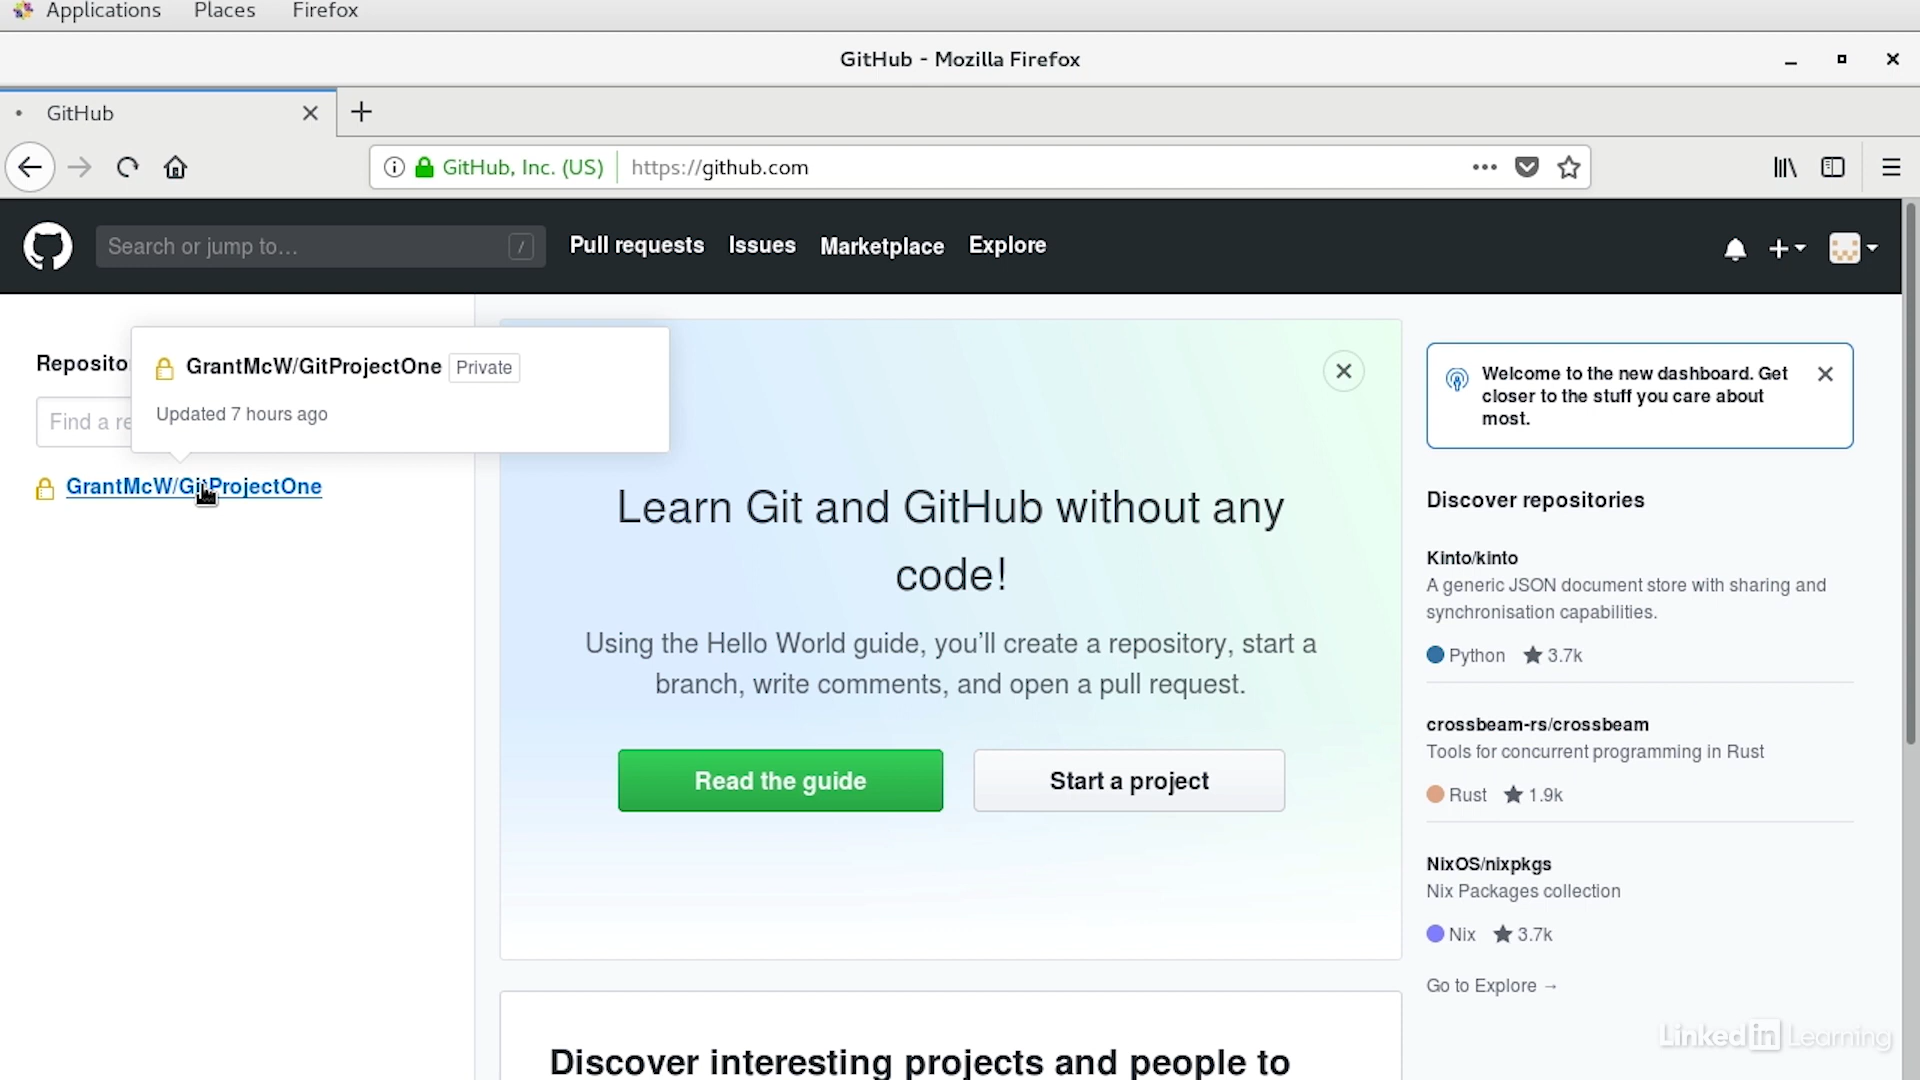 Applications Places Firefox
GitHub - Mozilla Firefox
GitHub
GitHub, Inc. (US) https://github.com
Search or jump to… /
Pull requests Issues Marketplace Explore
Reposito
GrantMcW/GitProjectOne Private
Updated 7 hours ago
Find a re
GrantMcW/GitProjectOne
Learn Git and GitHub without any
code!
Using the Hello World guide, you’ll create a repository, start a
branch, write comments, and open a pull request.
Read the guide Start a project
Discover interesting projects and people to
Welcome to the new dashboard. Get
closer to the stuff you care about
most.
Discover repositories
Kinto/kinto
A generic JSON document store with sharing and
synchronisation capabilities.
Python 3.7k
crossbeam-rs/crossbeam
Tools for concurrent programming in Rust
Rust 1.9k
NixOS/nixpkgs
Nix Packages collection
Nix 3.7k
Go to Explore →
Linked in Learning